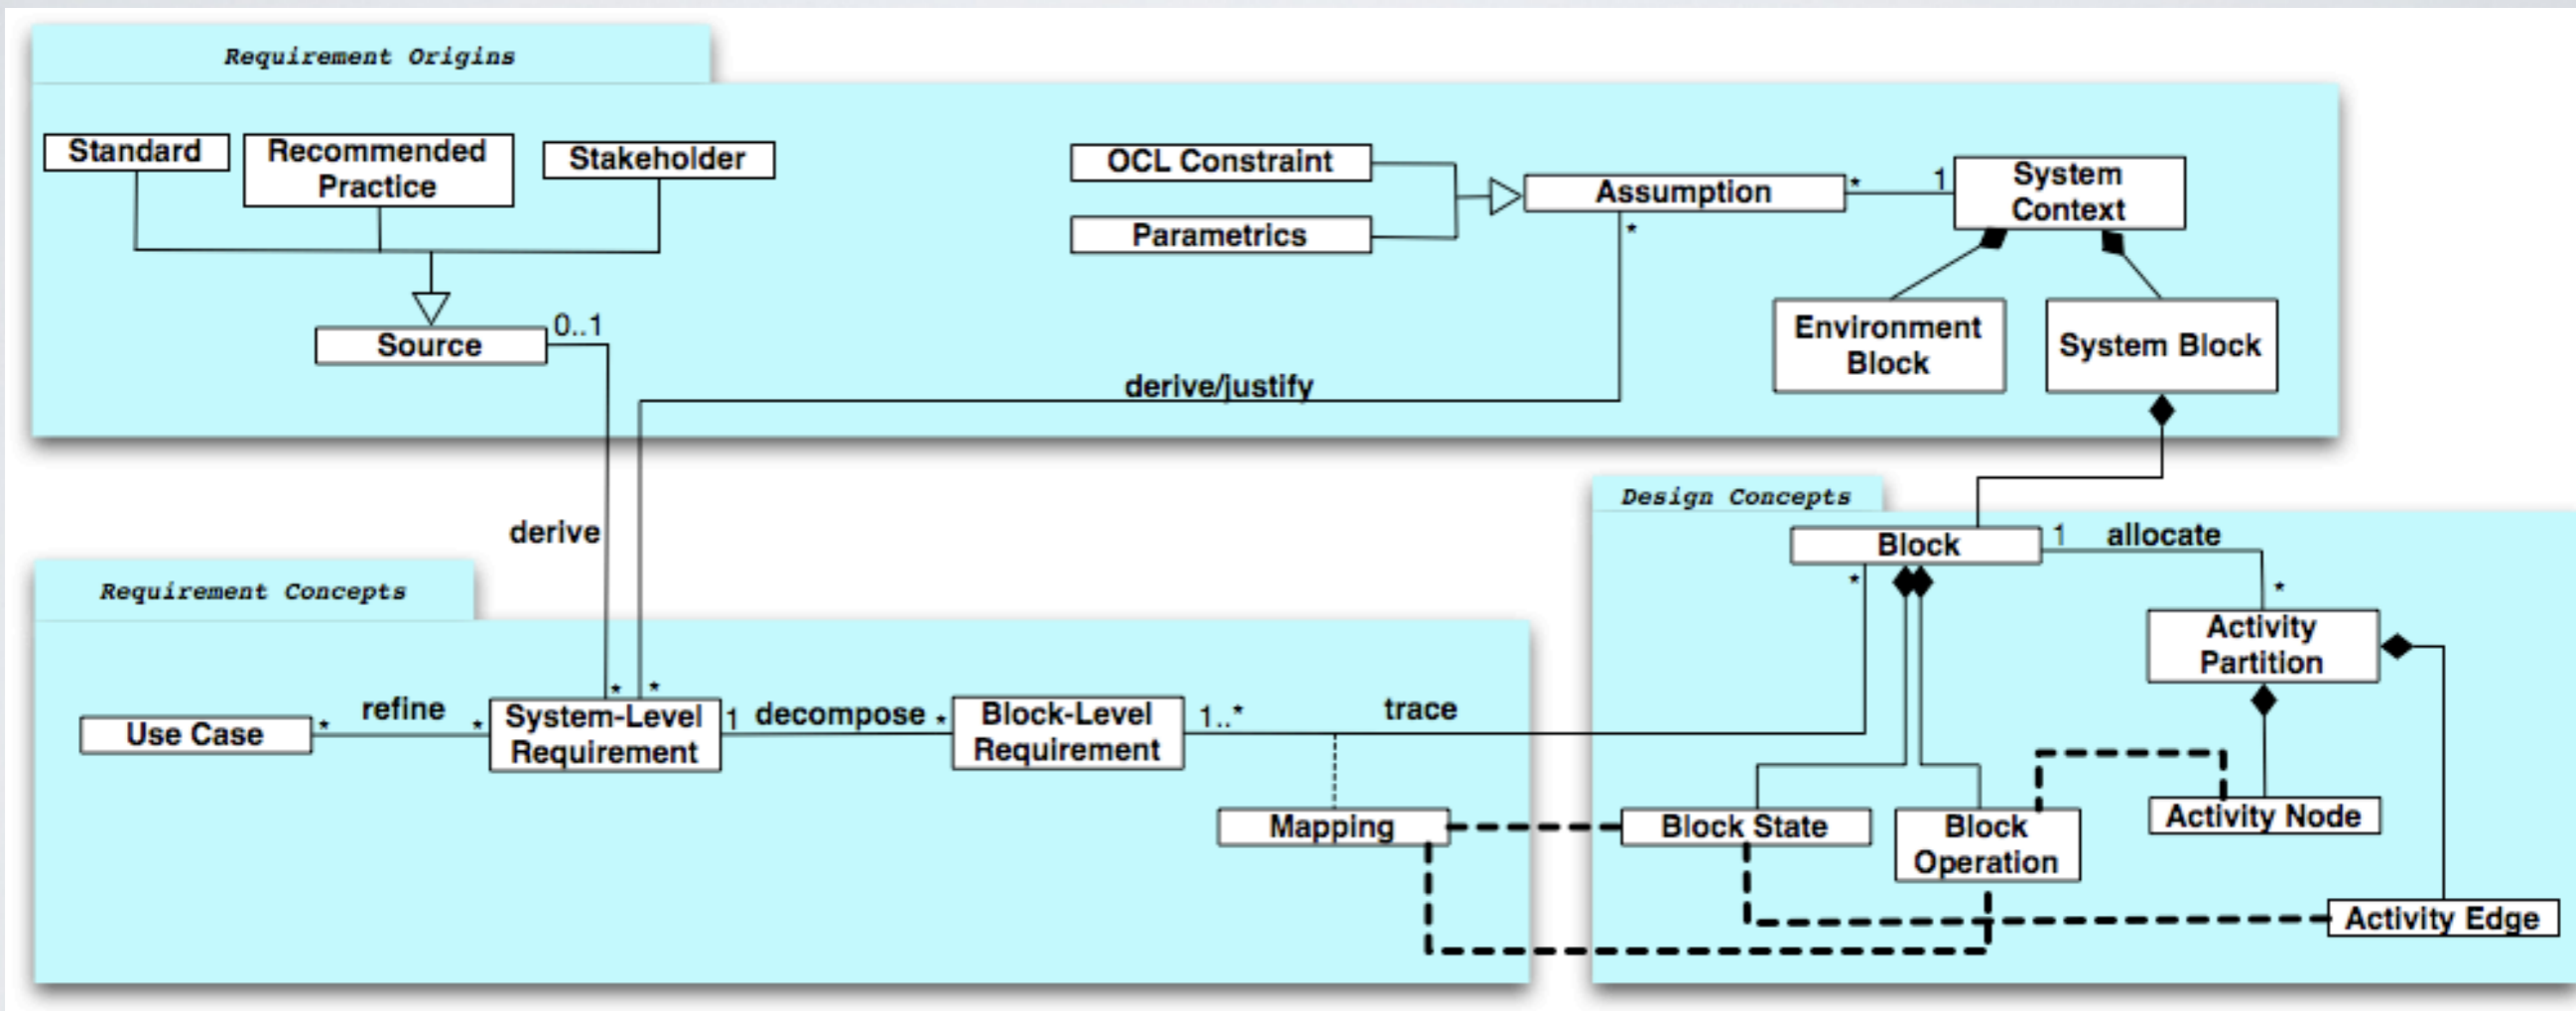 Requirement Origins
Standard
Recommended
Practice
Stakeholder
OCL Constraint
Parametrics
Assumption
*
1
System
Context
*
Source
0..1
Environment
Block
System Block
derive/justify
derive
Design Concepts
Block
1
allocate
*
*
Activity
Partition
Requirement Concepts
*
*
Use Case
*
refine
*
System-Level
Requirement
1
decompose
*
Block-Level
Requirement
1..*
trace
Mapping
Block State
Block
Operation
Activity Node
Activity Edge